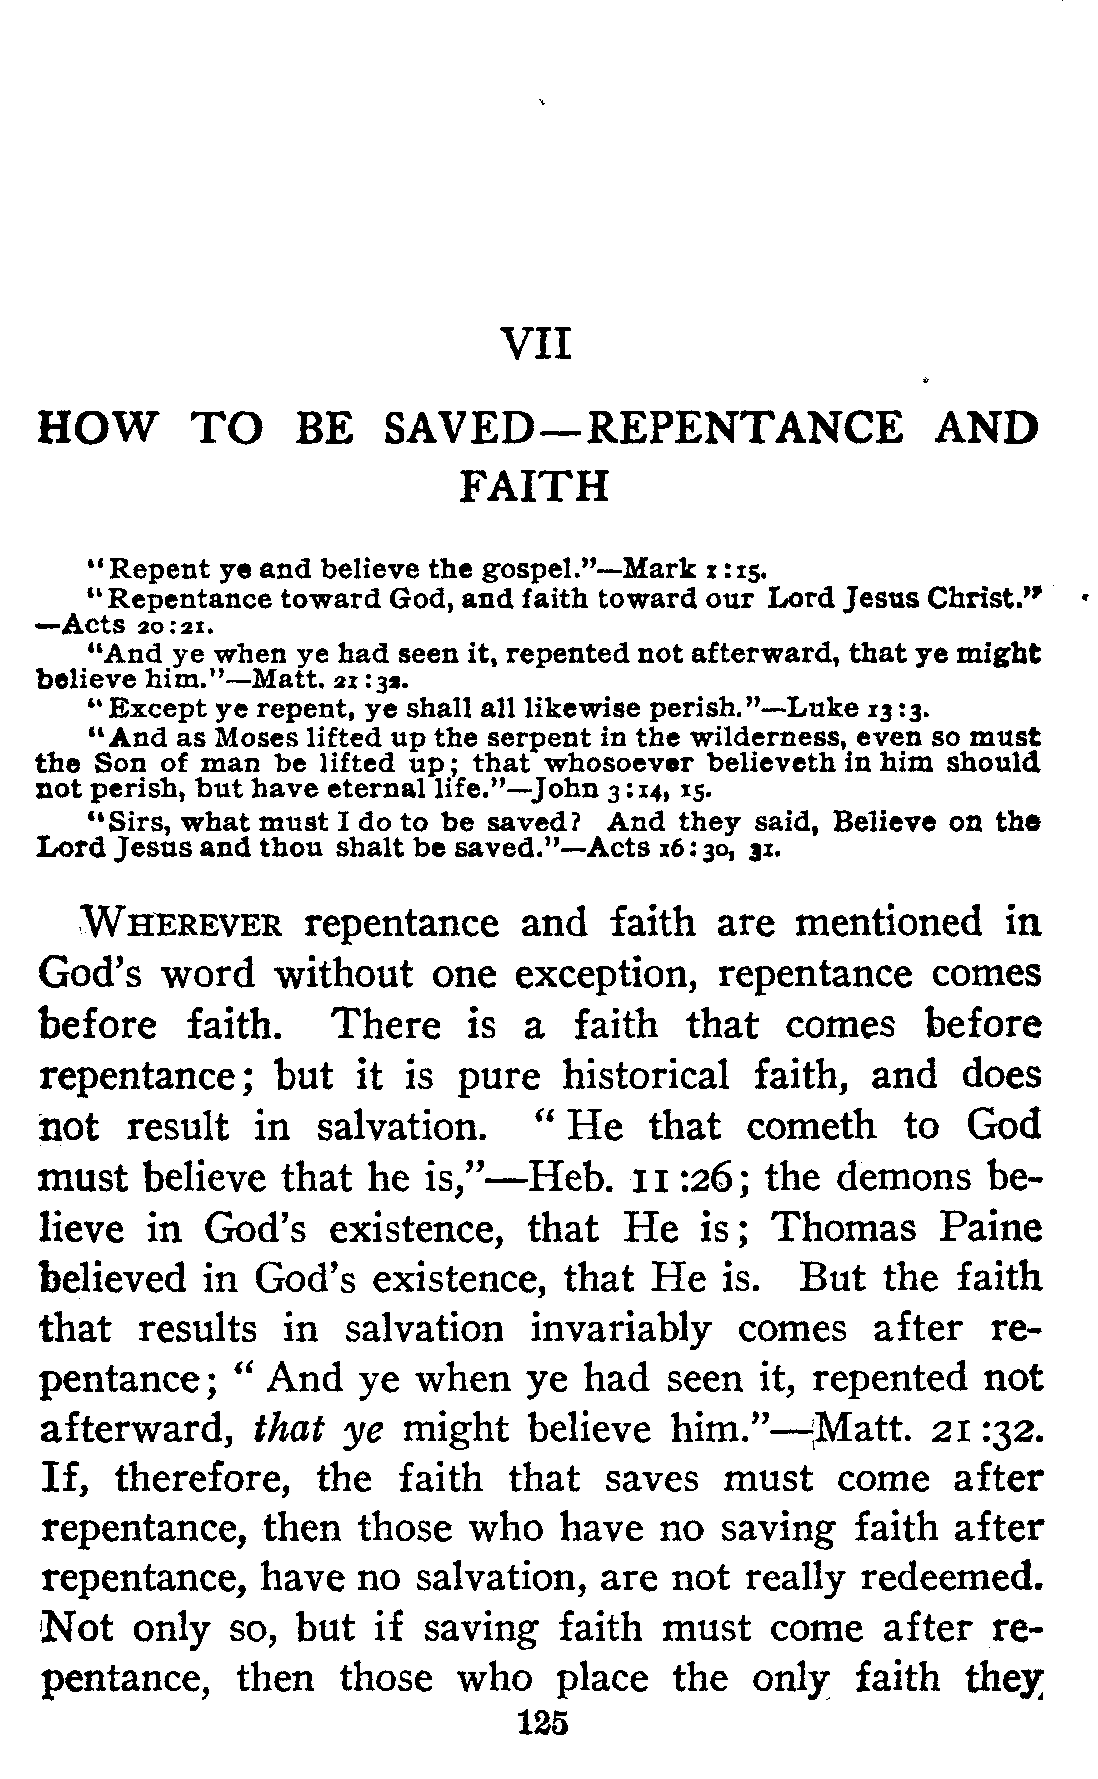 VII
HOW TO BE SAVED—REPENTANCE AND
FAITH
"Repent ye and believe the gospel."—Mark 1:15.
"Repentance toward God, and faith toward our Lord Jesus Christ."
—Acts 20:21.
"And ye when ye had seen it, repented not afterward, that ye might
believe him."—Matt. 21:32.
"Except ye repent, ye shall all likewise perish."—Luke 13:3.
"And as Moses lifted up the serpent in the wilderness, even so must
the Son of man be lifted up; that whosoever believeth in him should
not perish, but have eternal life."—John 3:14, 15.
"Sirs, what must I do to be saved? And they said, Believe on the
Lord Jesus and thou shalt be saved."—Acts 16:30, 31.
WHEREVER repentance and faith are mentioned in
God's word without one exception, repentance comes
before faith. There is a faith that comes before
repentance; but it is pure historical faith, and does
not result in salvation. "He that cometh to God
must believe that he is,"—Heb. 11:26; the demons be-
lieve in God's existence, that He is; Thomas Paine
believed in God's existence, that He is. But the faith
that results in salvation invariably comes after re-
pentance; "And ye when ye had seen it, repented not
afterward, that ye might believe him."—Matt. 21:32.
If, therefore, the faith that saves must come after
repentance, then those who have no saving faith after
repentance, have no salvation, are not really redeemed.
Not only so, but if saving faith must come after re-
pentance, then those who place the only faith they
125